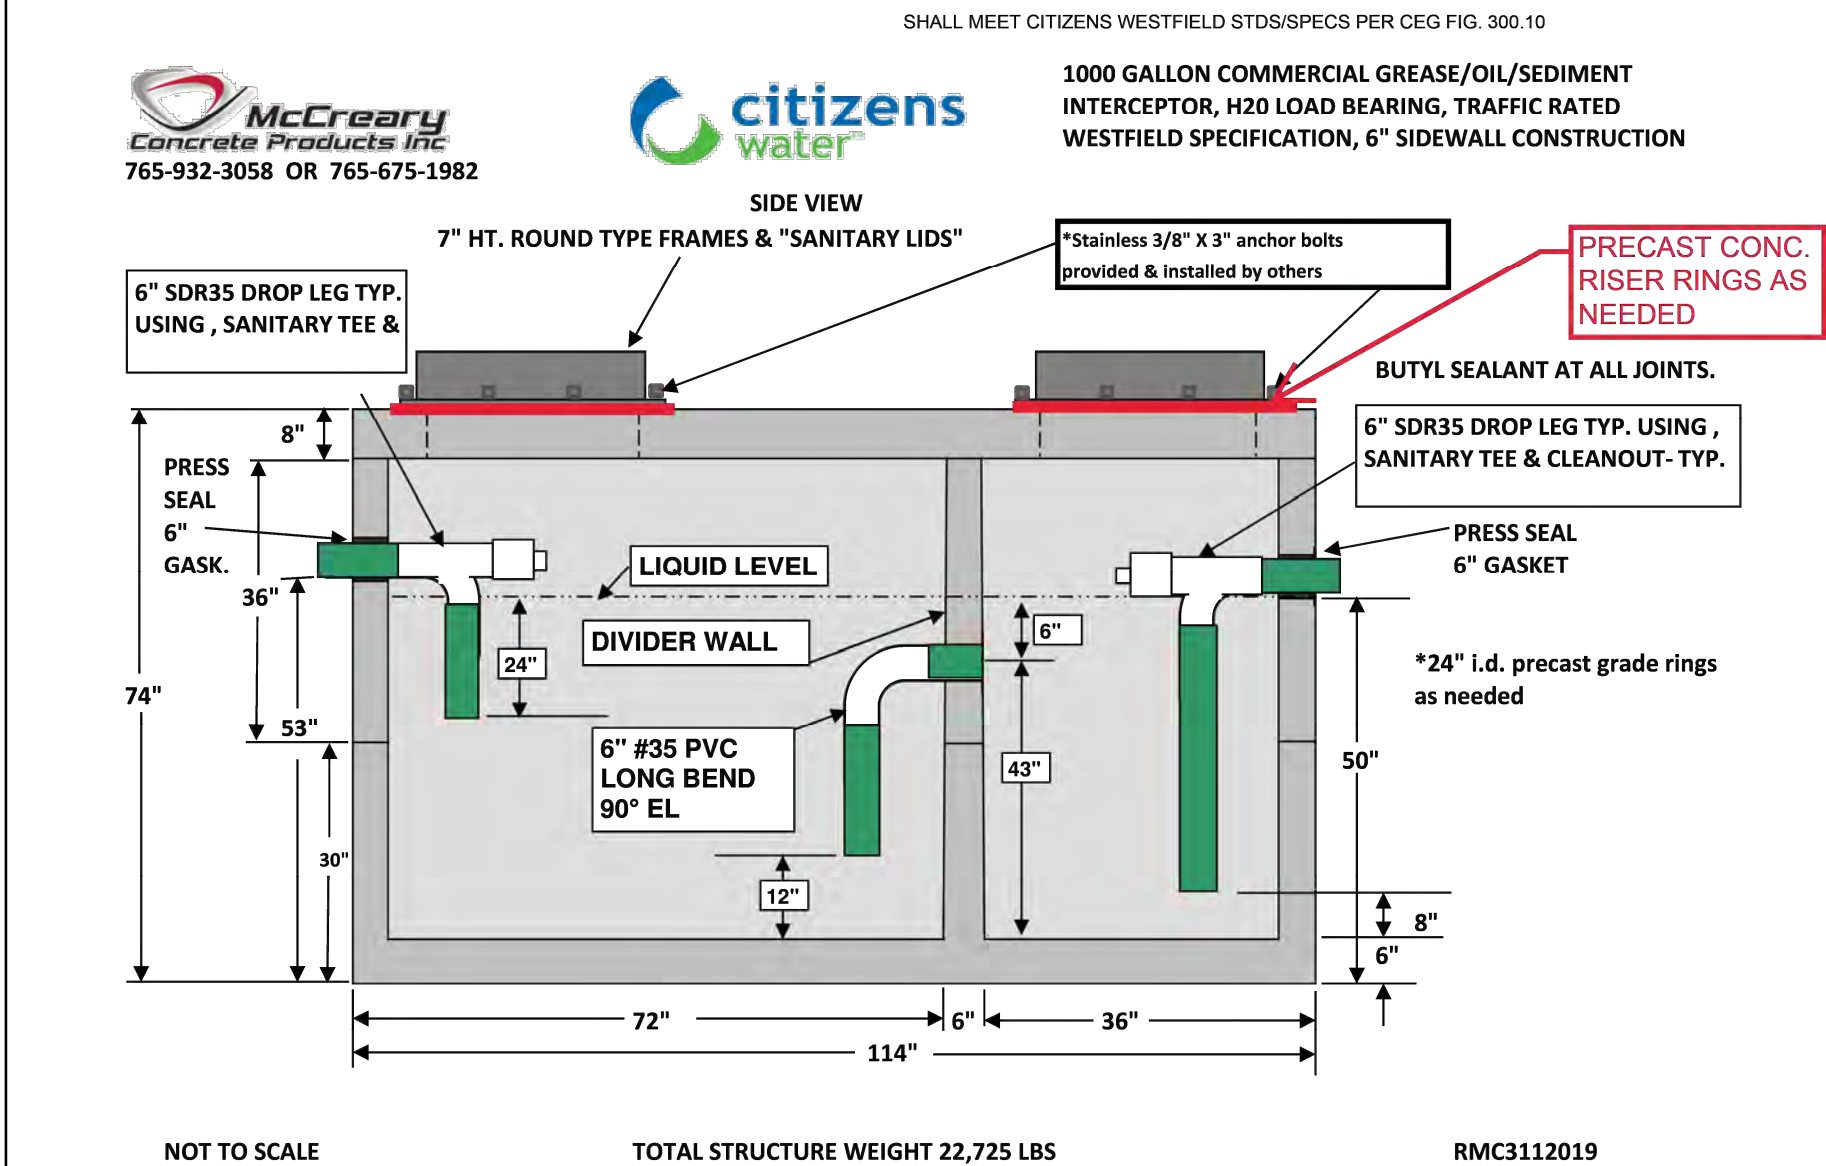 SHALL MEET CITIZENS WESTFIELD STDS/SPECS PER CEG FIG. 300.10
McCreary
Concrete Products Inc
765-932-3058 OR 765-675-1982
citizens
water
1000 GALLON COMMERCIAL GREASE/OIL/SEDIMENT
INTERCEPTOR, H20 LOAD BEARING, TRAFFIC RATED
WESTFIELD SPECIFICATION, 6" SIDEWALL CONSTRUCTION
SIDE VIEW
7" HT. ROUND TYPE FRAMES & "SANITARY LIDS"
*Stainless 3/8" X 3" anchor bolts
provided & installed by others
PRECAST CONC.
RISER RINGS AS
NEEDED
6" SDR35 DROP LEG TYP.
USING , SANITARY TEE &
BUTYL SEALANT AT ALL JOINTS.
6" SDR35 DROP LEG TYP. USING ,
SANITARY TEE & CLEANOUT- TYP.
8"
PRESS
SEAL
6"
GASK.
PRESS SEAL
6" GASKET
LIQUID LEVEL
36"
DIVIDER WALL
6"
24"
*24" i.d. precast grade rings
as needed
74"
53"
6" #35 PVC
LONG BEND
90° EL
43"
50"
30"
12"
8"
6"
72"
6"
36"
114"
NOT TO SCALE
TOTAL STRUCTURE WEIGHT 22,725 LBS
RMC3112019